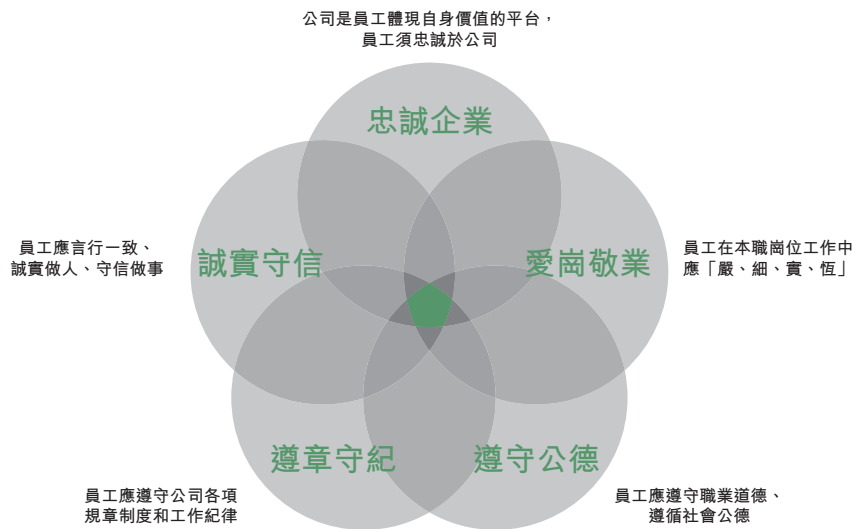 公司是員工體現自身價值的平台，
員工須忠誠於公司
忠誠企業
員工應言行一致、
誠實做人、守信做事
誠實守信
愛崗敬業
員工在本職崗位工作中
應「嚴、細、實、恆」
遵章守紀
遵守公德
員工應遵守公司各項
規章制度和工作紀律
員工應遵守職業道德、
遵循社會公德